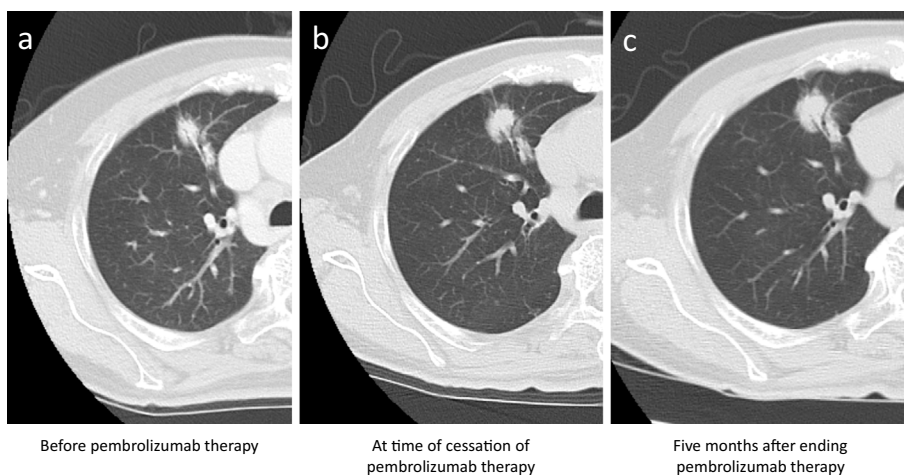 a
b
c
Before pembrolizumab therapy
At time of cessation of
pembrolizumab therapy
Five months after ending
pembrolizumab therapy